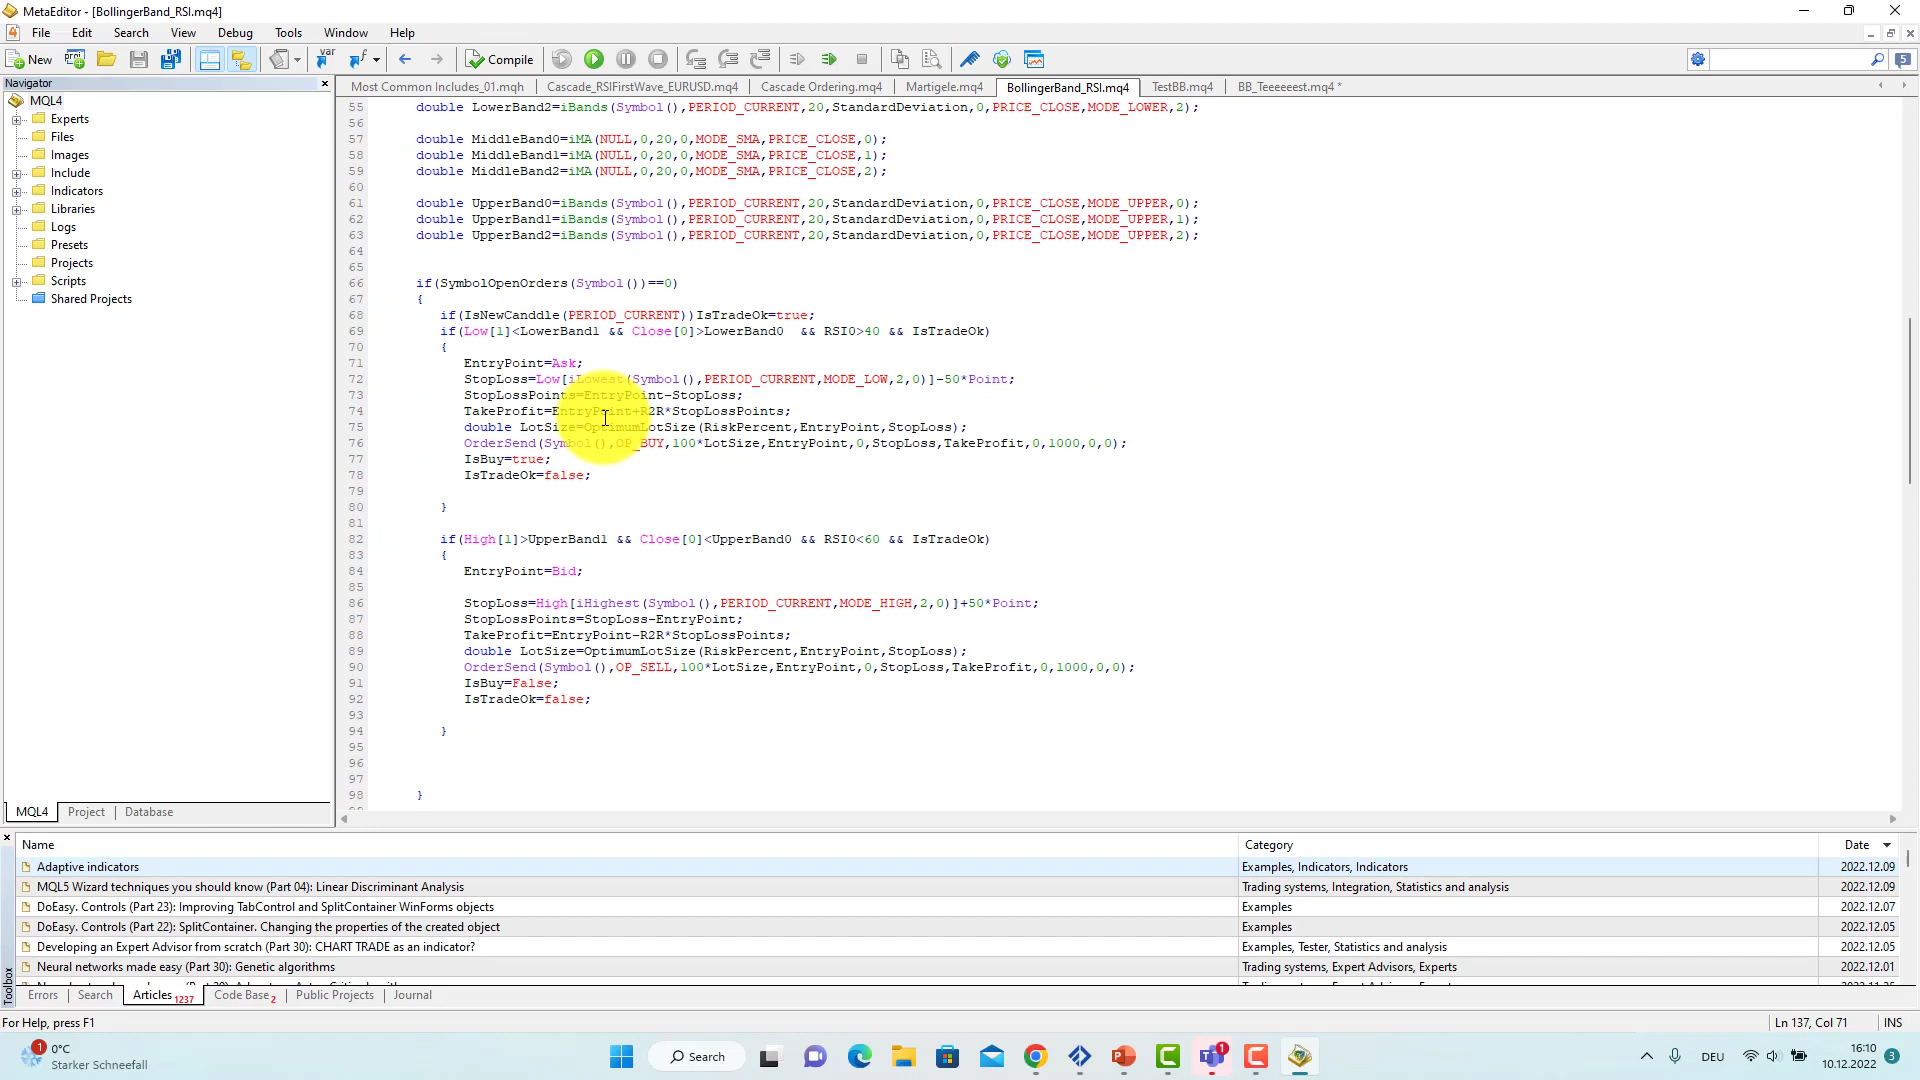 MetaEditor - [BollingerBand_RSI.mq4]
File Edit Search View Debug Tools Window Help
New Compile
Navigator
Most Common Includes_01.mqh Cascade_RSIFirstWave_EURUSD.mq4 Cascade Ordering.mq4 Martigele.mq4 BollingerBand_RSI.mq4 TestBB.mq4 BB_Teeeeeest.mq4 *
MQL4
Experts
Files
Images
Include
Indicators
Libraries
Logs
Presets
Projects
Scripts
Shared Projects
MQL4 Project Database
55 double LowerBand2=iBands(Symbol(),PERIOD_CURRENT,20,StandardDeviation,0,PRICE_CLOSE,MODE_LOWER,2);
56
57 double MiddleBand0=iMA(NULL,0,20,0,MODE_SMA,PRICE_CLOSE,0);
58 double MiddleBand1=iMA(NULL,0,20,0,MODE_SMA,PRICE_CLOSE,1);
59 double MiddleBand2=iMA(NULL,0,20,0,MODE_SMA,PRICE_CLOSE,2);
60
61 double UpperBand0=iBands(Symbol(),PERIOD_CURRENT,20,StandardDeviation,0,PRICE_CLOSE,MODE_UPPER,0);
62 double UpperBand1=iBands(Symbol(),PERIOD_CURRENT,20,StandardDeviation,0,PRICE_CLOSE,MODE_UPPER,1);
63 double UpperBand2=iBands(Symbol(),PERIOD_CURRENT,20,StandardDeviation,0,PRICE_CLOSE,MODE_UPPER,2);
64
65
66 if(SymbolOpenOrders(Symbol())==0)
67 {
68 if(IsNewCanddle(PERIOD_CURRENT))IsTradeOk=true;
69 if(Low[1]<LowerBand1 && Close[0]>LowerBand0 && RSI0>40 && IsTradeOk)
70 {
71 EntryPoint=Ask;
72 StopLoss=Low[iLowest(Symbol(),PERIOD_CURRENT,MODE_LOW,2,0)]-50*Point;
73 StopLossPoints=EntryPoint-StopLoss;
74 TakeProfit=EntryPoint+R2R*StopLossPoints;
75 double LotSize=OptimumLotSize(RiskPercent,EntryPoint,StopLoss);
76 OrderSend(Symbol(),OP_BUY,100*LotSize,EntryPoint,0,StopLoss,TakeProfit,0,1000,0,0);
77 IsBuy=true;
78 IsTradeOk=false;
79
80 }
81
82 if(High[1]>UpperBand1 && Close[0]<UpperBand0 && RSI0<60 && IsTradeOk)
83 {
84 EntryPoint=Bid;
85
86 StopLoss=High[iHighest(Symbol(),PERIOD_CURRENT,MODE_HIGH,2,0)]+50*Point;
87 StopLossPoints=StopLoss-EntryPoint;
88 TakeProfit=EntryPoint-R2R*StopLossPoints;
89 double LotSize=OptimumLotSize(RiskPercent,EntryPoint,StopLoss);
90 OrderSend(Symbol(),OP_SELL,100*LotSize,EntryPoint,0,StopLoss,TakeProfit,0,1000,0,0);
91 IsBuy=False;
92 IsTradeOk=false;
93
94 }
95
96
97
98 }
Name Category Date
Adaptive indicators Examples, Indicators, Indicators 2022.12.09
MQL5 Wizard techniques you should know (Part 04): Linear Discriminant Analysis Trading systems, Integration, Statistics and analysis 2022.12.09
DoEasy. Controls (Part 23): Improving TabControl and SplitContainer WinForms objects Examples 2022.12.07
DoEasy. Controls (Part 22): SplitContainer. Changing the properties of the created object Examples 2022.12.05
Developing an Expert Advisor from scratch (Part 30): CHART TRADE as an indicator? Examples, Tester, Statistics and analysis 2022.12.05
Neural networks made easy (Part 30): Genetic algorithms Trading systems, Expert Advisors, Experts 2022.12.01
Toolbox
Errors Search Articles 1237 Code Base 2 Public Projects Journal
For Help, press F1 Ln 137, Col 71 INS
1 0°C
Starker Schneefall
Search
1
DEU
16:10
10.12.2022
3